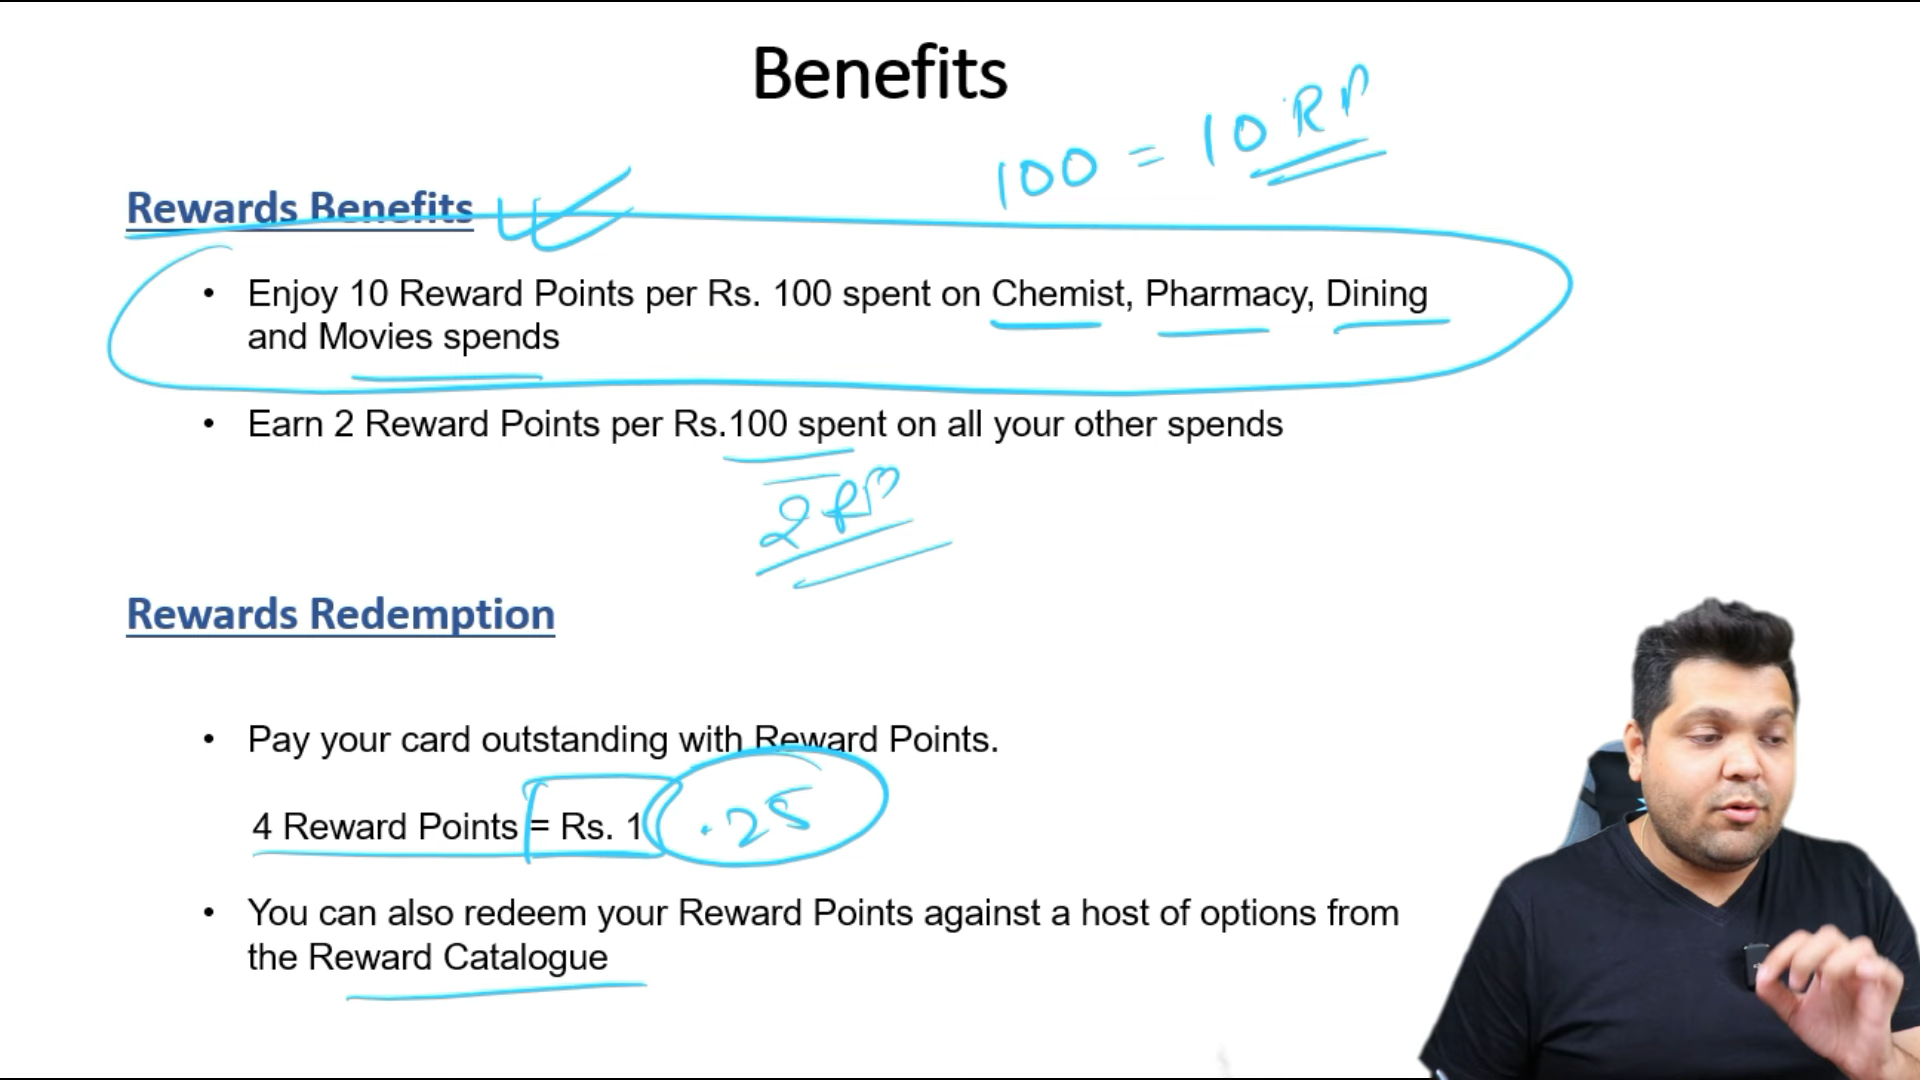 Benefits
100 = 10 RP
Rewards Benefits
• Enjoy 10 Reward Points per Rs. 100 spent on Chemist, Pharmacy, Dining
and Movies spends
• Earn 2 Reward Points per Rs.100 spent on all your other spends
2 RP
Rewards Redemption
• Pay your card outstanding with Reward Points.
4 Reward Points = Rs. 1 .25
• You can also redeem your Reward Points against a host of options from
the Reward Catalogue